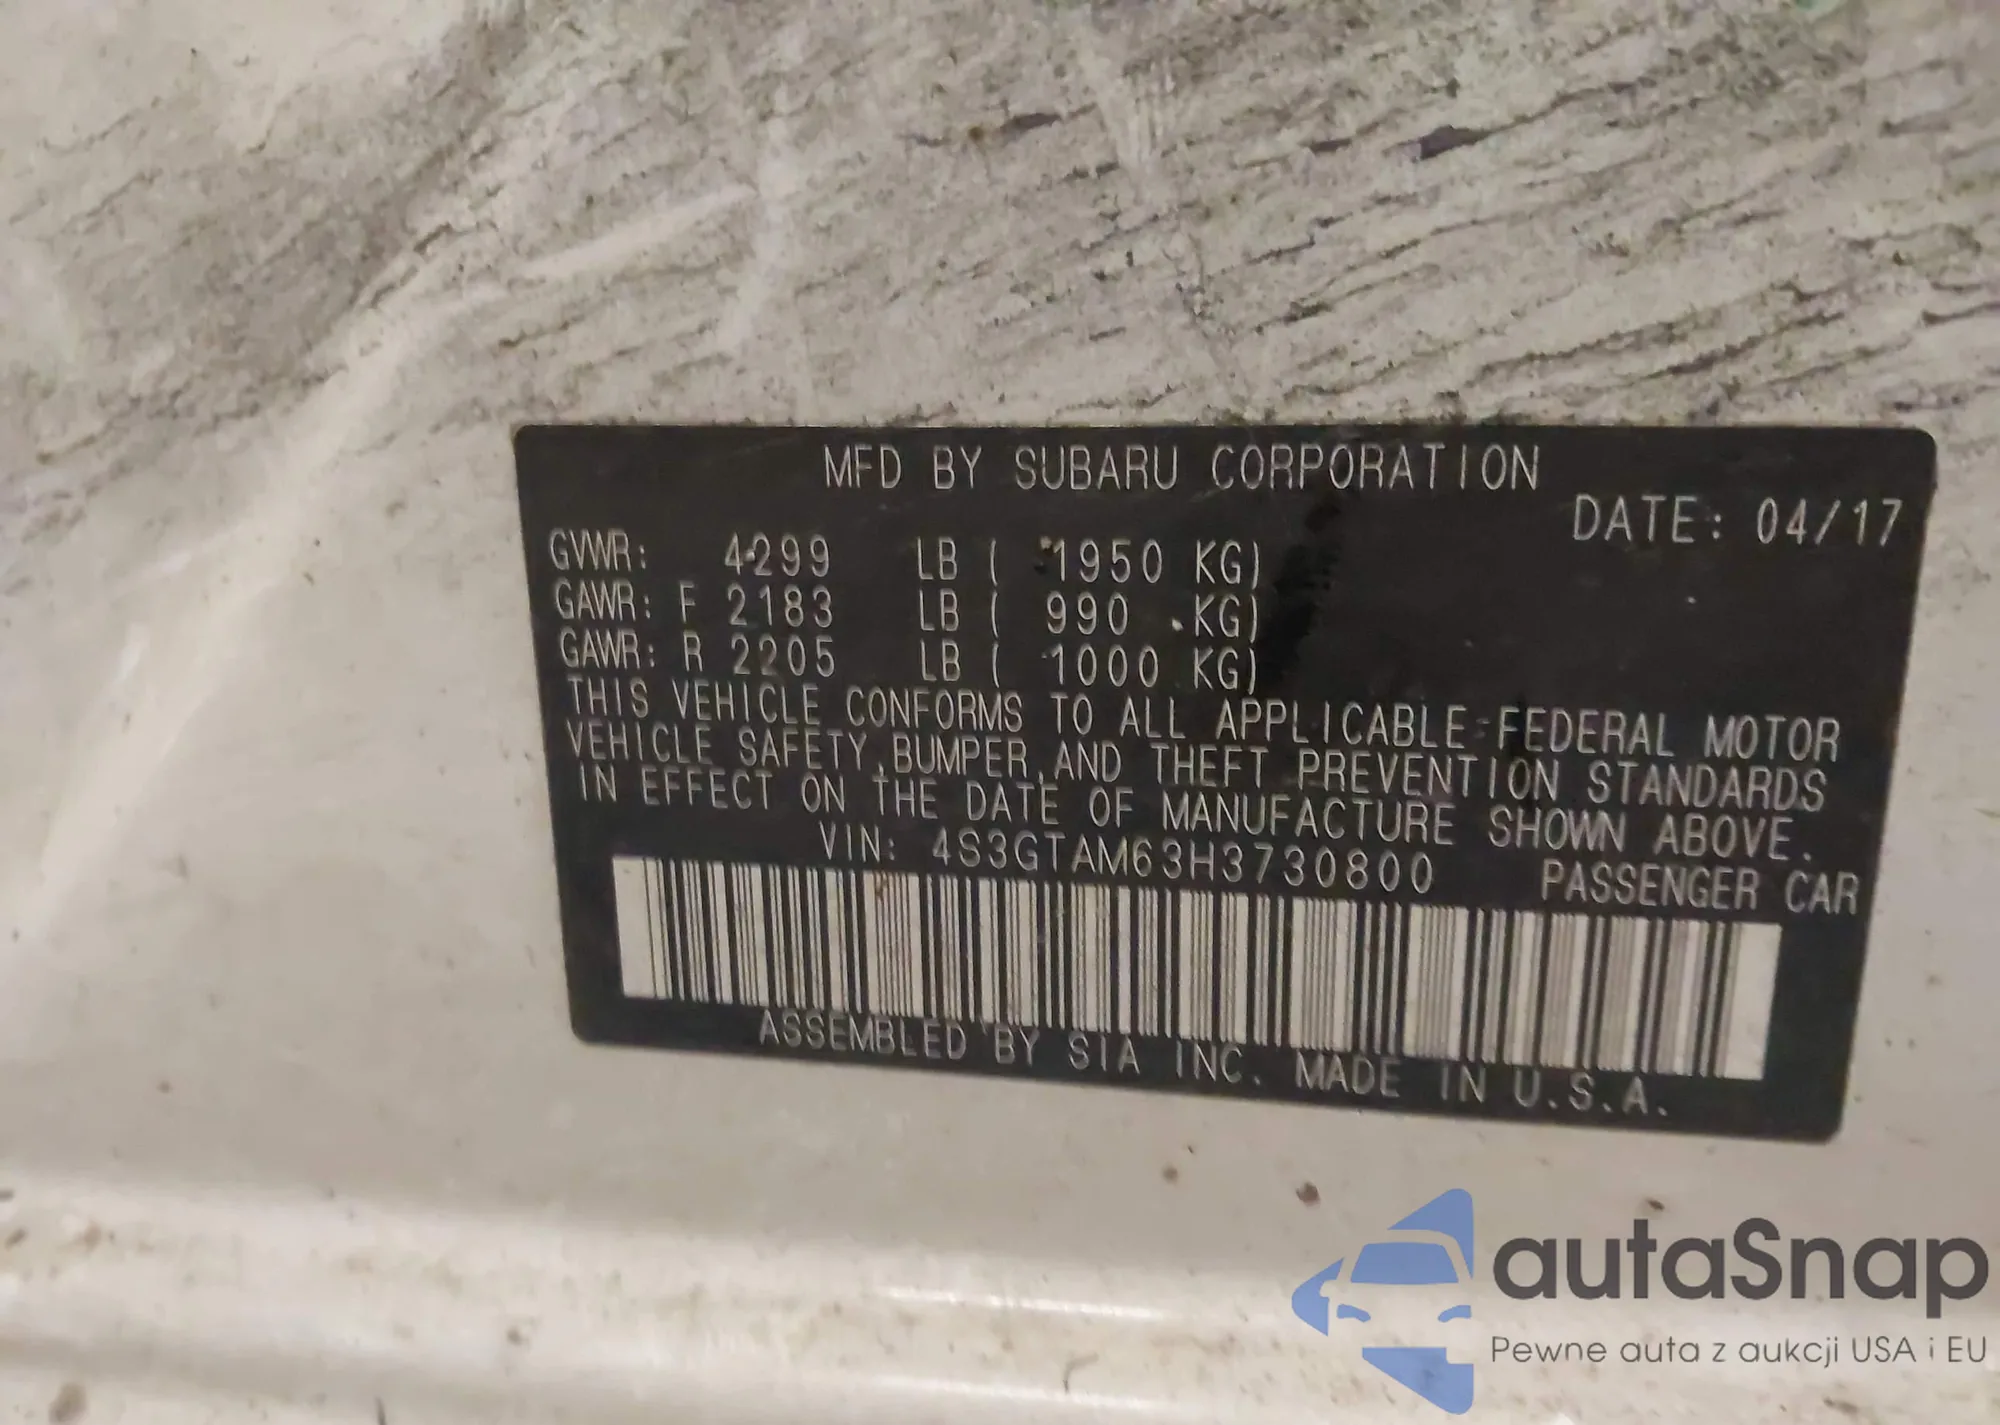 MFD BY SUBARU CORPORATION
DATE: 04/17
GVWR: 4299 LB ( 1950 KG)
GAWR: F 2183 LB ( 990 KG)
GAWR: R 2205 LB ( 1000 KG)
THIS VEHICLE CONFORMS TO ALL APPLICABLE FEDERAL MOTOR
VEHICLE SAFETY, BUMPER, AND THEFT PREVENTION STANDARDS
IN EFFECT ON THE DATE OF MANUFACTURE SHOWN ABOVE.
VIN: 4S3GTAM63H3730800 PASSENGER CAR
ASSEMBLED BY SIA INC. MADE IN U.S.A.
autaSnap
Pewne auta z aukcji USA i EU